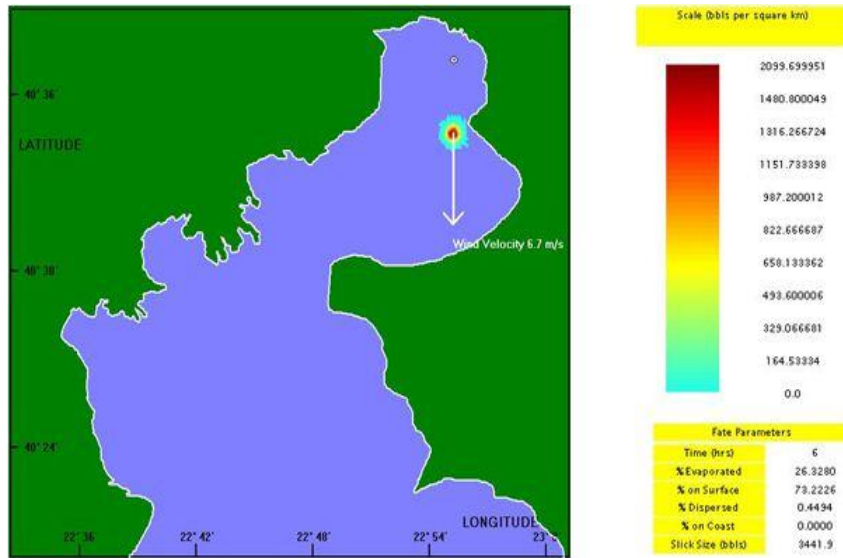 Scale (bbls per square km)
2099.699951
1480.800049
1316.266724
1151.733398
987.200012
822.666687
658.133362
493.600006
329.066681
164.53334
0.0
40° 36'
LATITUDE
Wind Velocity 6.7 m/s
40° 30'
40° 24'
LONGITUDE
22° 36' 22° 42' 22° 48' 22° 54'
Fate Parameters
Time (hrs) 6
% Evaporated 26.3280
% on Surface 73.2226
% Dispersed 0.4494
% on Coast 0.0000
Slick Size (bbls) 3441.9